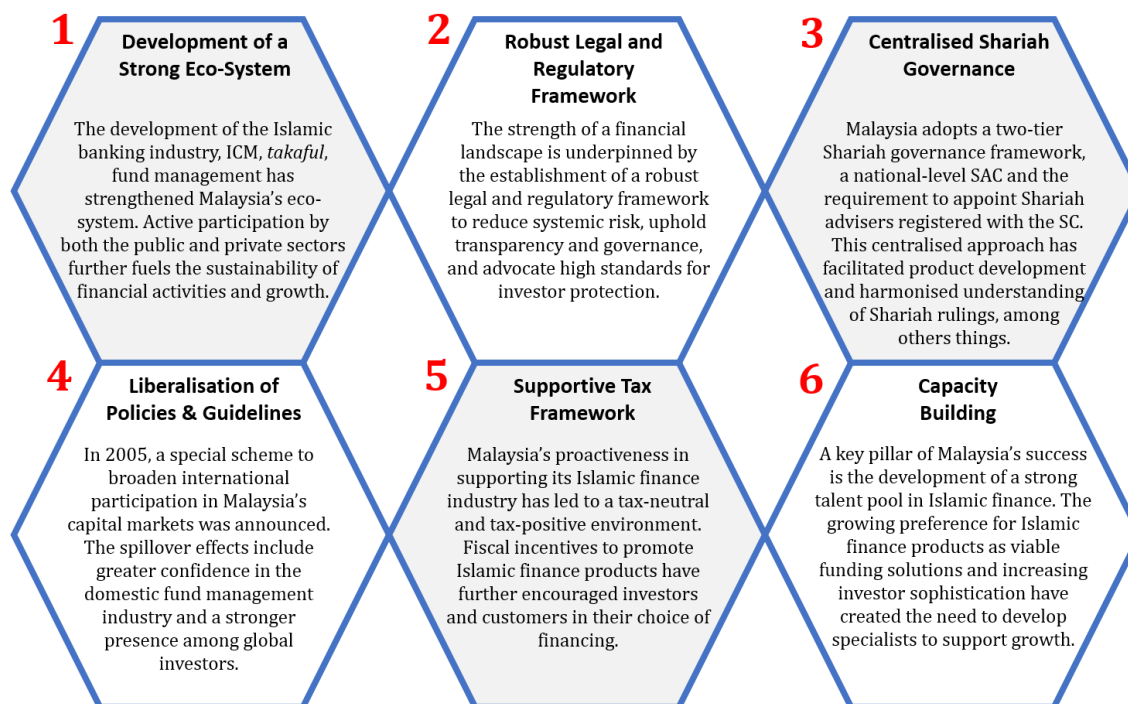 1
Development of a
Strong Eco-System
The development of the Islamic
banking industry, ICM, takaful,
fund management has
strengthened Malaysia's eco-
system. Active participation by
both the public and private sectors
further fuels the sustainability of
financial activities and growth.
2
Robust Legal and
Regulatory
Framework
The strength of a financial
landscape is underpinned by
the establishment of a robust
legal and regulatory framework
to reduce systemic risk, uphold
transparency and governance,
and advocate high standards for
investor protection.
3
Centralised Shariah
Governance
Malaysia adopts a two-tier
Shariah governance framework,
a national-level SAC and the
requirement to appoint Shariah
advisers registered with the SC.
This centralised approach has
facilitated product development
and harmonised understanding
of Shariah rulings, among
others things.
4
Liberalisation of
Policies & Guidelines
In 2005, a special scheme to
broaden international
participation in Malaysia's
capital markets was announced.
The spillover effects include
greater confidence in the
domestic fund management
industry and a stronger
presence among global
investors.
5
Supportive Tax
Framework
Malaysia's proactiveness in
supporting its Islamic finance
industry has led to a tax-neutral
and tax-positive environment.
Fiscal incentives to promote
Islamic finance products have
further encouraged investors
and customers in their choice of
financing.
6
Capacity
Building
A key pillar of Malaysia's success
is the development of a strong
talent pool in Islamic finance. The
growing preference for Islamic
finance products as viable
funding solutions and increasing
investor sophistication have
created the need to develop
specialists to support growth.